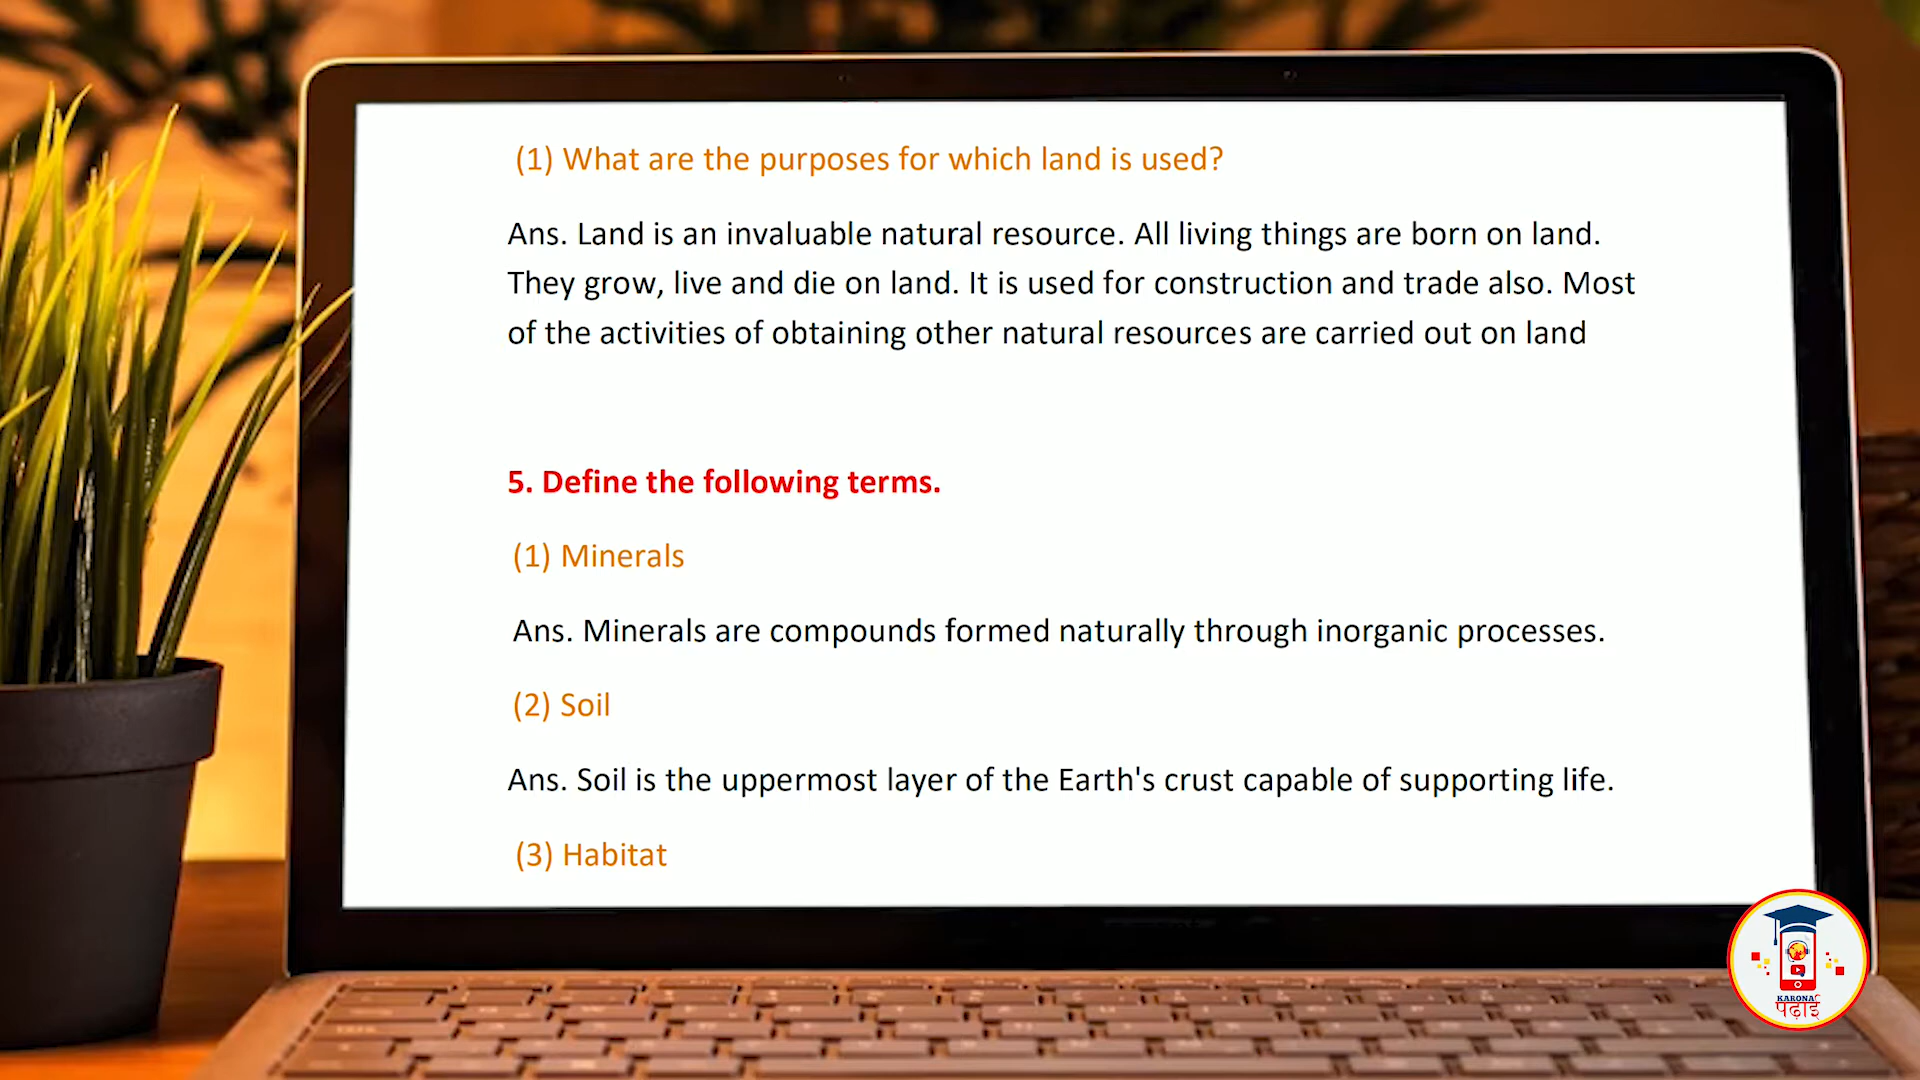 (1) What are the purposes for which land is used?
Ans. Land is an invaluable natural resource. All living things are born on land.
They grow, live and die on land. It is used for construction and trade also. Most
of the activities of obtaining other natural resources are carried out on land
5. Define the following terms.
(1) Minerals
Ans. Minerals are compounds formed naturally through inorganic processes.
(2) Soil
Ans. Soil is the uppermost layer of the Earth's crust capable of supporting life.
(3) Habitat
KARONA
पढ़ाई